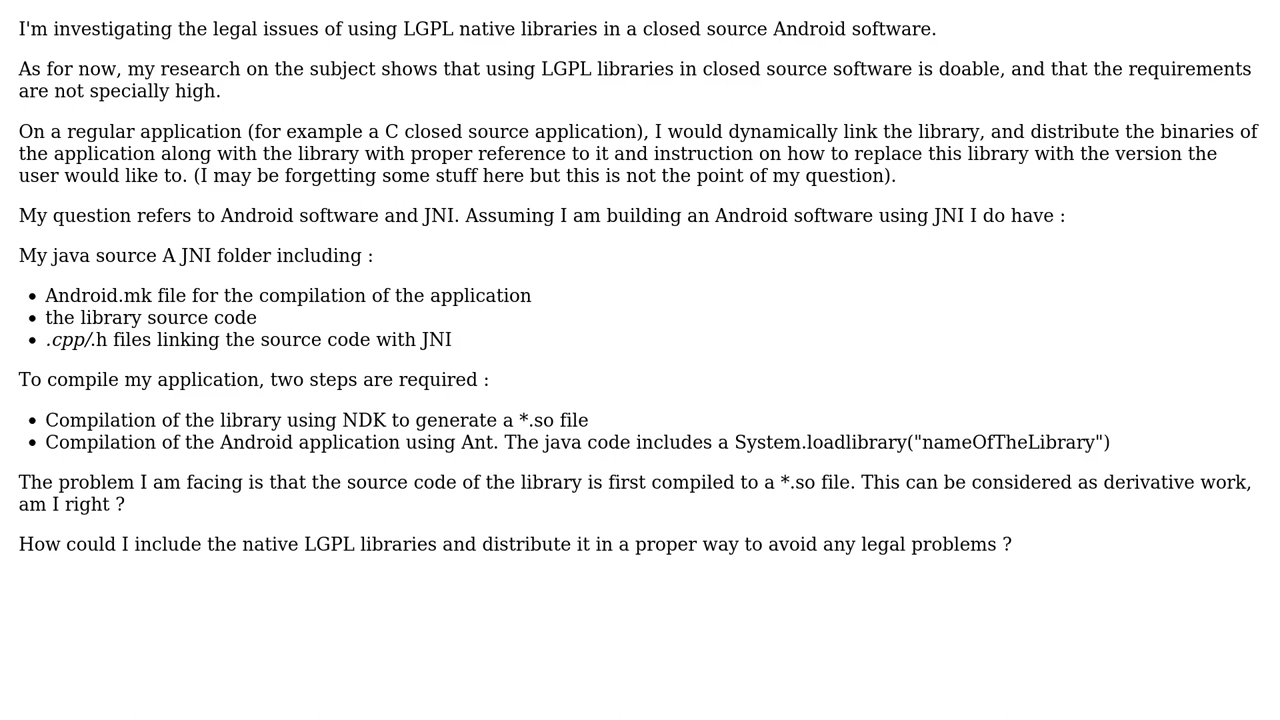 I'm investigating the legal issues of using LGPL native libraries in a closed source Android software.
As for now, my research on the subject shows that using LGPL libraries in closed source software is doable, and that the requirements
are not specially high.
On a regular application (for example a C closed source application), I would dynamically link the library, and distribute the binaries of
the application along with the library with proper reference to it and instruction on how to replace this library with the version the
user would like to. (I may be forgetting some stuff here but this is not the point of my question).
My question refers to Android software and JNI. Assuming I am building an Android software using JNI I do have :
My java source A JNI folder including :
• Android.mk file for the compilation of the application
• the library source code
• .cpp/.h files linking the source code with JNI
To compile my application, two steps are required :
• Compilation of the library using NDK to generate a *.so file
• Compilation of the Android application using Ant. The java code includes a System.loadlibrary("nameOfTheLibrary")
The problem I am facing is that the source code of the library is first compiled to a *.so file. This can be considered as derivative work,
am I right ?
How could I include the native LGPL libraries and distribute it in a proper way to avoid any legal problems ?